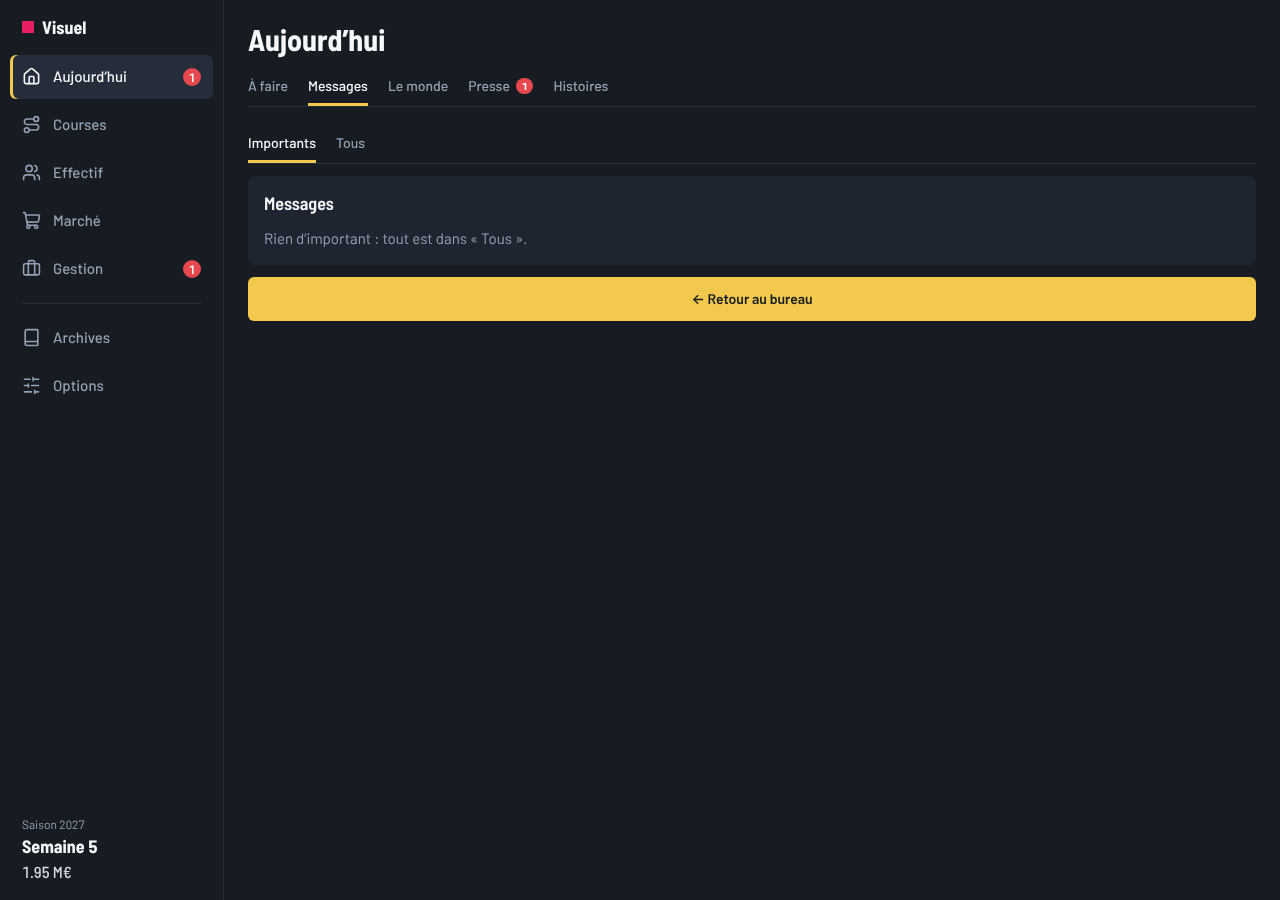 Visuel
Aujourd’hui 1
Courses
Effectif
Marché
Gestion 1
Archives
Options
Saison 2027
Semaine 5
1.95 M€
Aujourd’hui
À faire Messages Le monde Presse 1 Histoires
Importants Tous
Messages
Rien d’important : tout est dans « Tous ».
← Retour au bureau